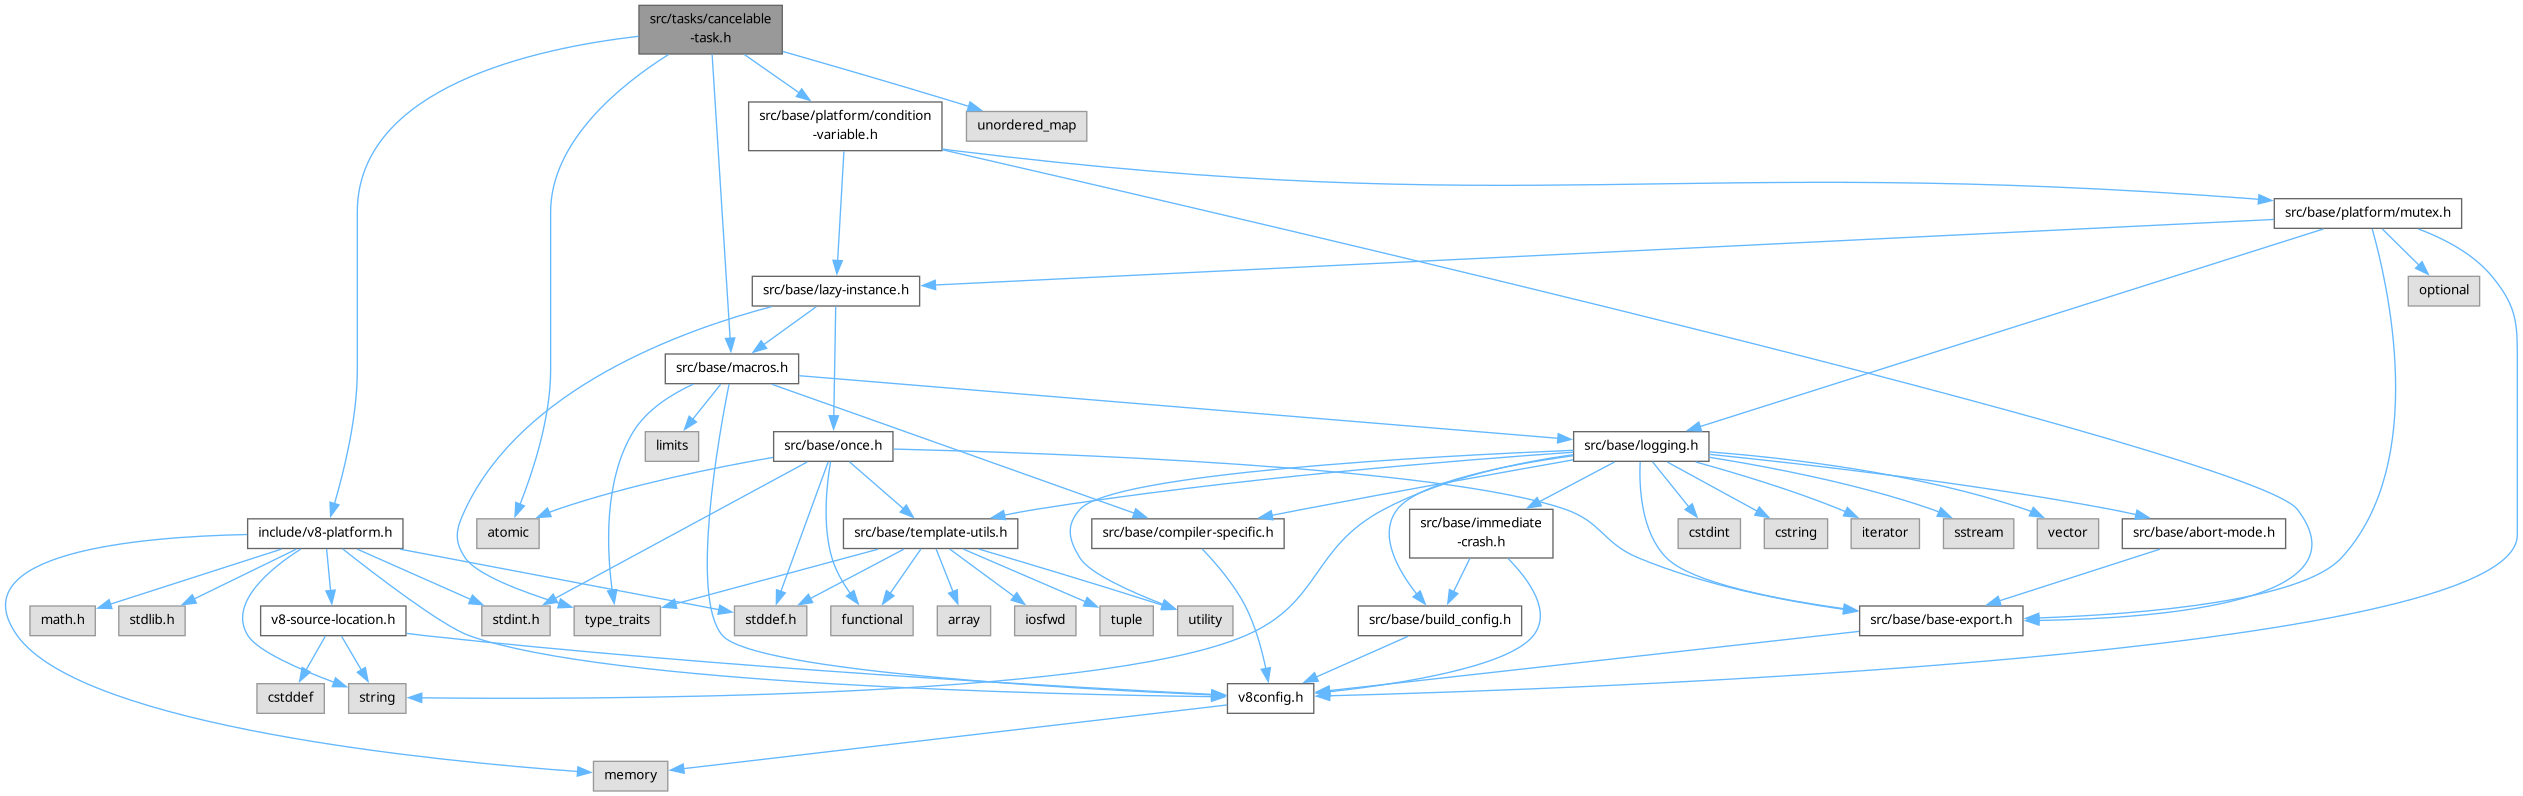 src/tasks/cancelable
-task.h
src/base/platform/condition
-variable.h
unordered_map
src/base/platform/mutex.h
src/base/lazy-instance.h
optional
src/base/macros.h
limits
src/base/once.h
src/base/logging.h
include/v8-platform.h
atomic
src/base/template-utils.h
src/base/compiler-specific.h
src/base/immediate
-crash.h
cstdint
cstring
iterator
sstream
vector
src/base/abort-mode.h
math.h
stdlib.h
v8-source-location.h
stdint.h
type_traits
stddef.h
functional
array
iosfwd
tuple
utility
src/base/build_config.h
src/base/base-export.h
cstddef
string
v8config.h
memory